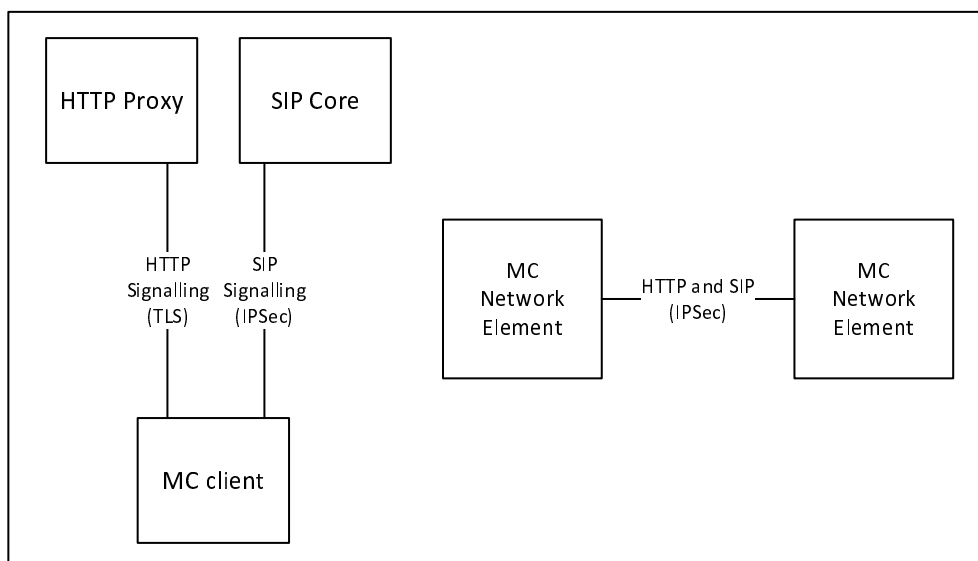 HTTP Proxy
SIP Core
HTTP
Signalling
(TLS)
SIP
Signalling
(IPSec)
MC client
MC
Network
Element
HTTP and SIP
(IPSec)
MC
Network
Element